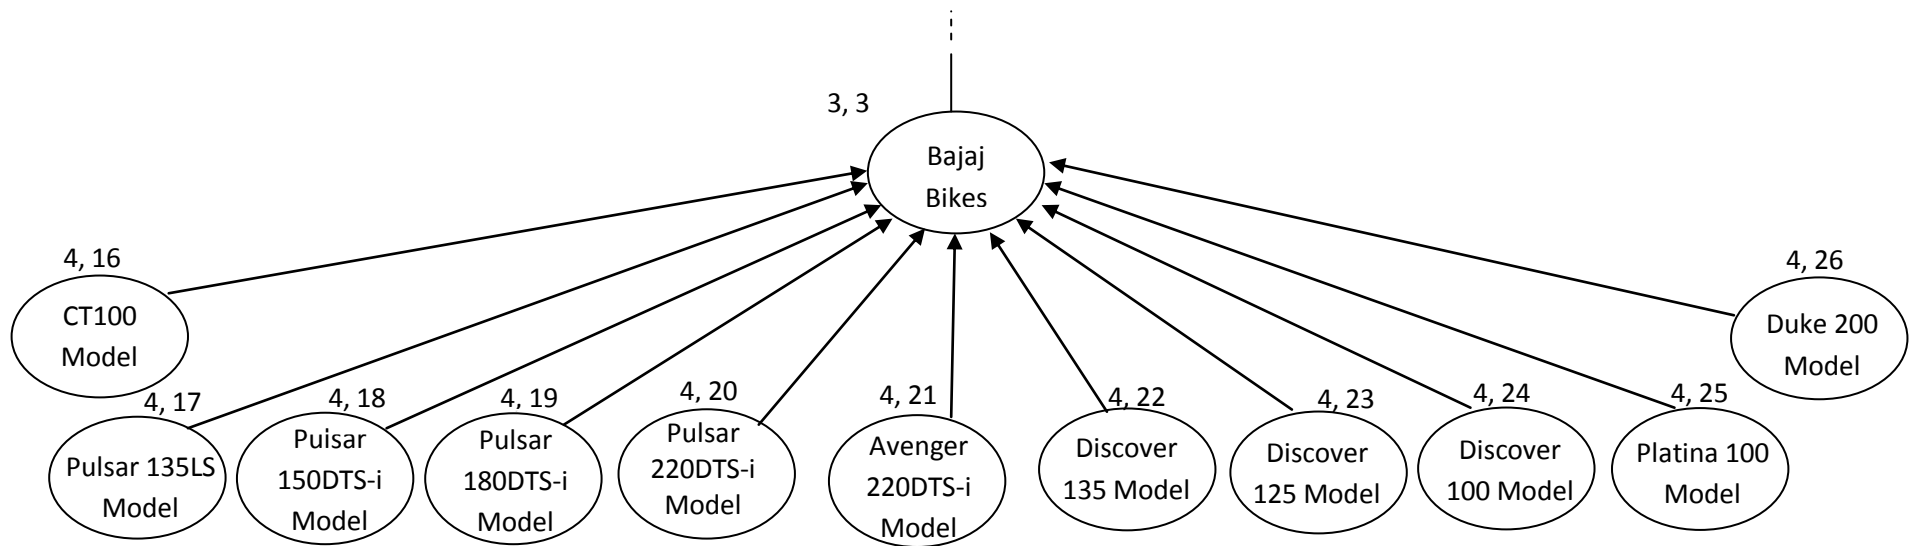 3, 3
Bajaj
Bikes
4, 16
CT100
Model
4, 26
Duke 200
Model
4, 17
Pulsar 135LS
Model
4, 18
Puisar
150DTS-i
Model
4, 19
Pulsar
180DTS-i
Model
4, 20
Pulsar
220DTS-i
Model
4, 21
Avenger
220DTS-i
Model
4, 22
Discover
135 Model
4, 23
Discover
125 Model
4, 24
Discover
100 Model
4, 25
Platina 100
Model